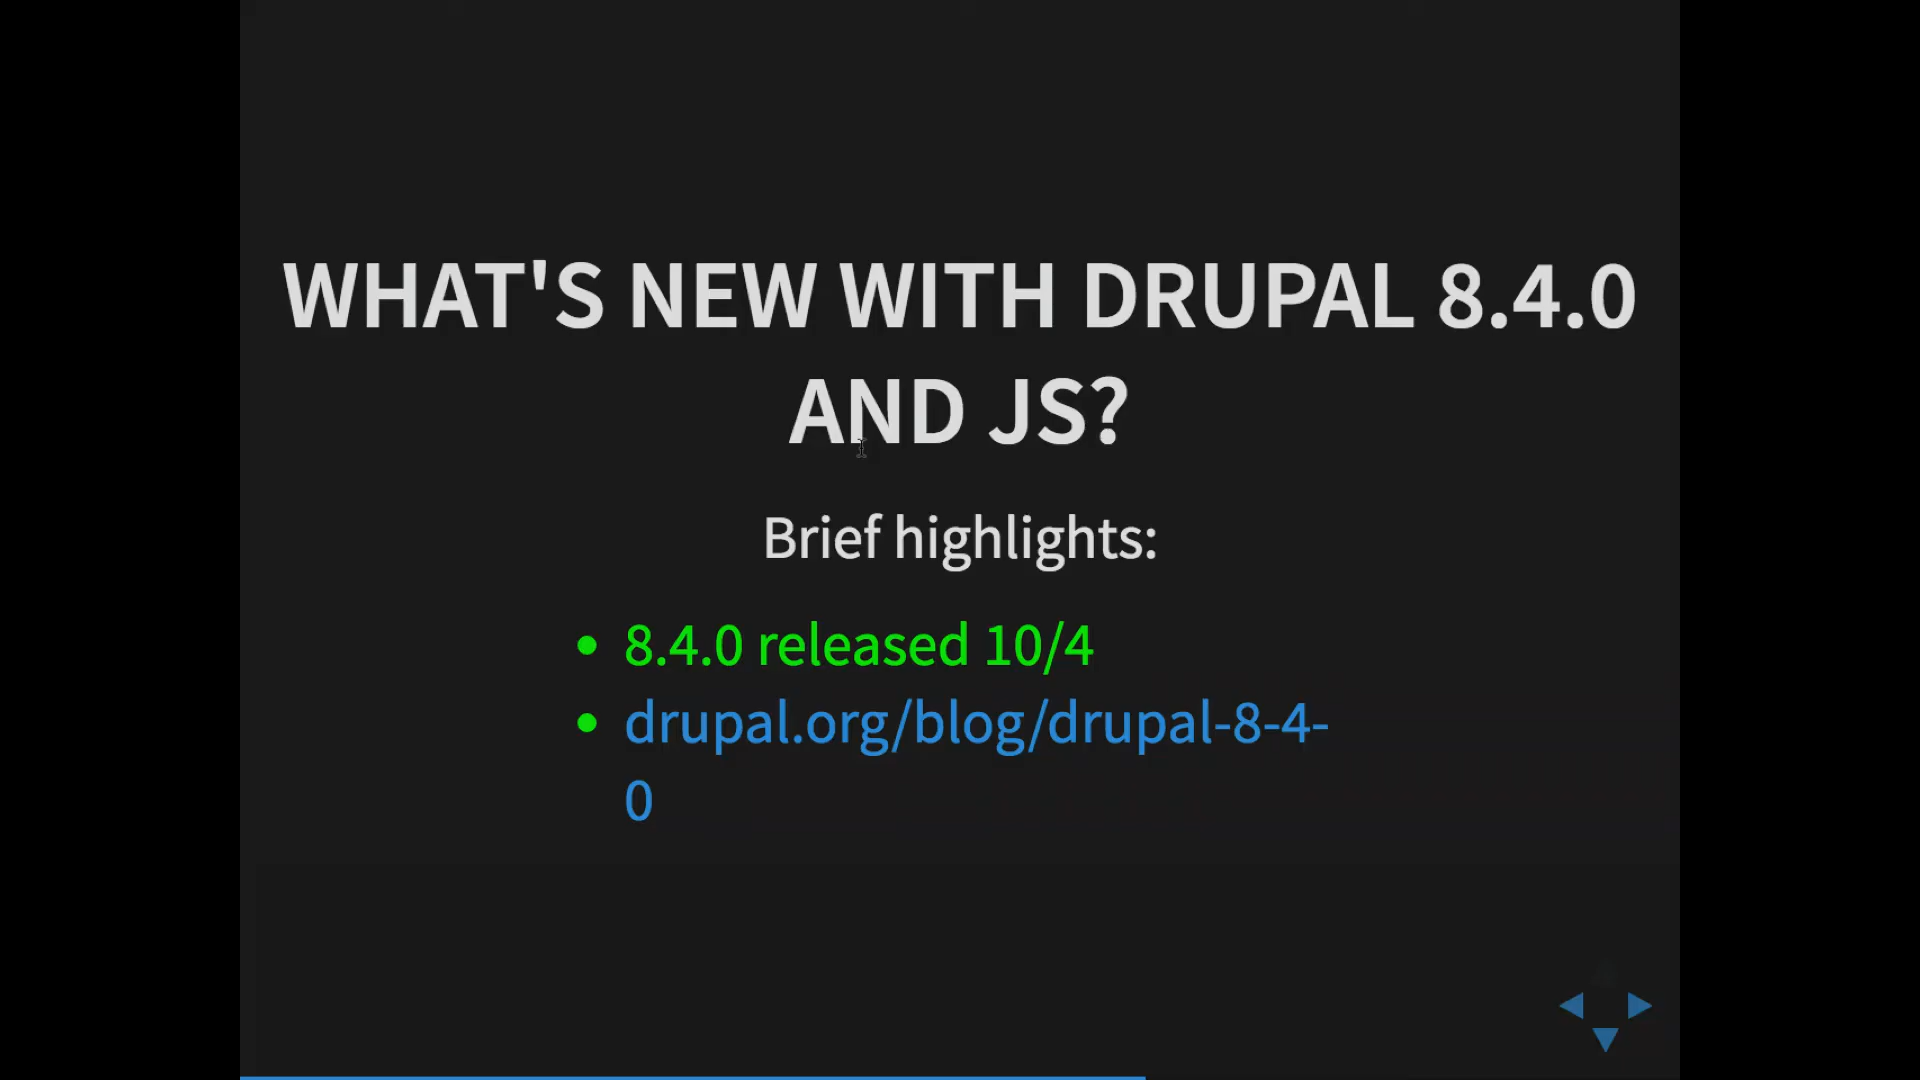 WHAT'S NEW WITH DRUPAL 8.4.0
AND JS?
Brief highlights:
8.4.0 released 10/4
drupal.org/blog/drupal-8-4-
0